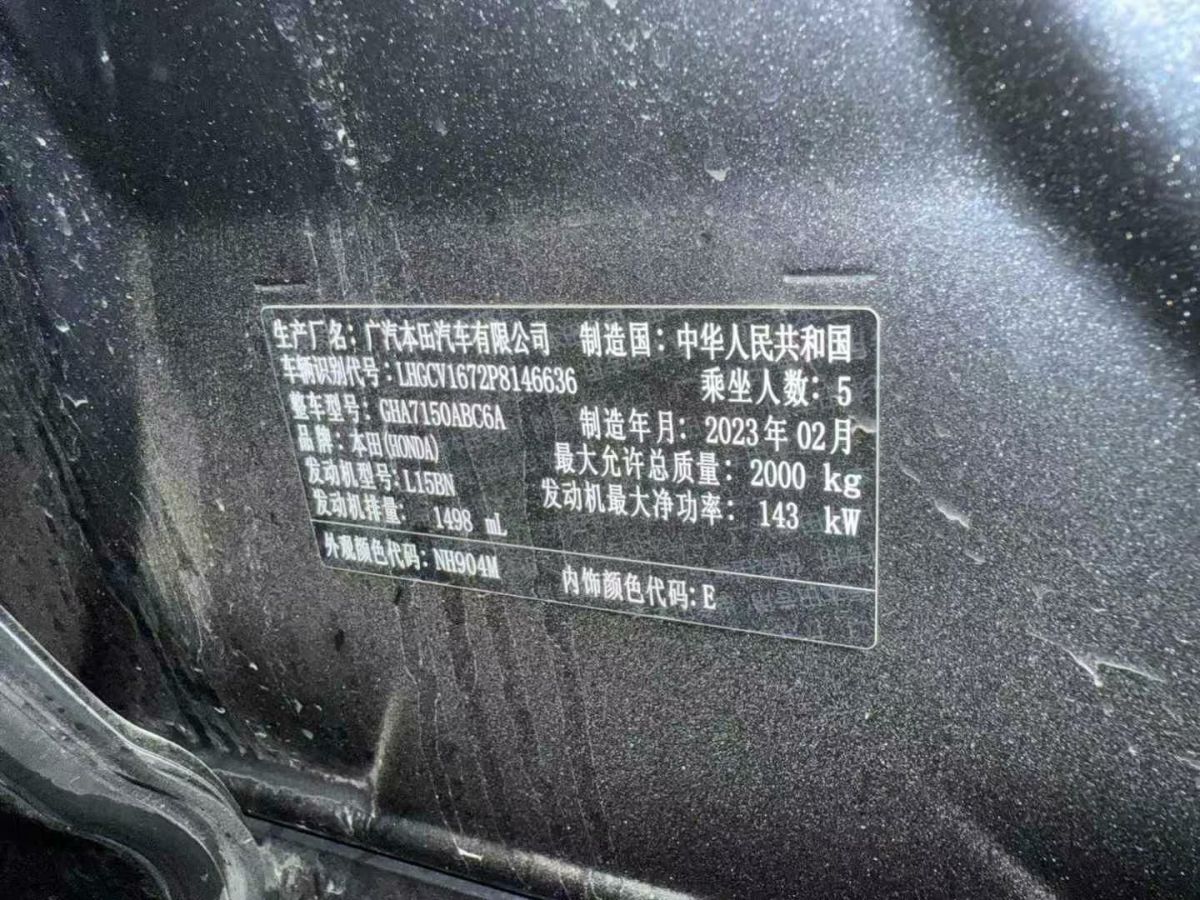 生产厂名：广汽本田汽车有限公司 制造国：中华人民共和国
车辆识别代号：LHGCV1672P8146636 乘坐人数：5
整车型号：GHA7150ABC6A 制造年月：2023年02月
品牌：本田(HONDA) 最大允许总质量：2000 kg
发动机型号：L15BN 发动机最大净功率：143 kW
发动机排量：1498 mL
外观颜色代码：NH904M 内饰颜色代码：E